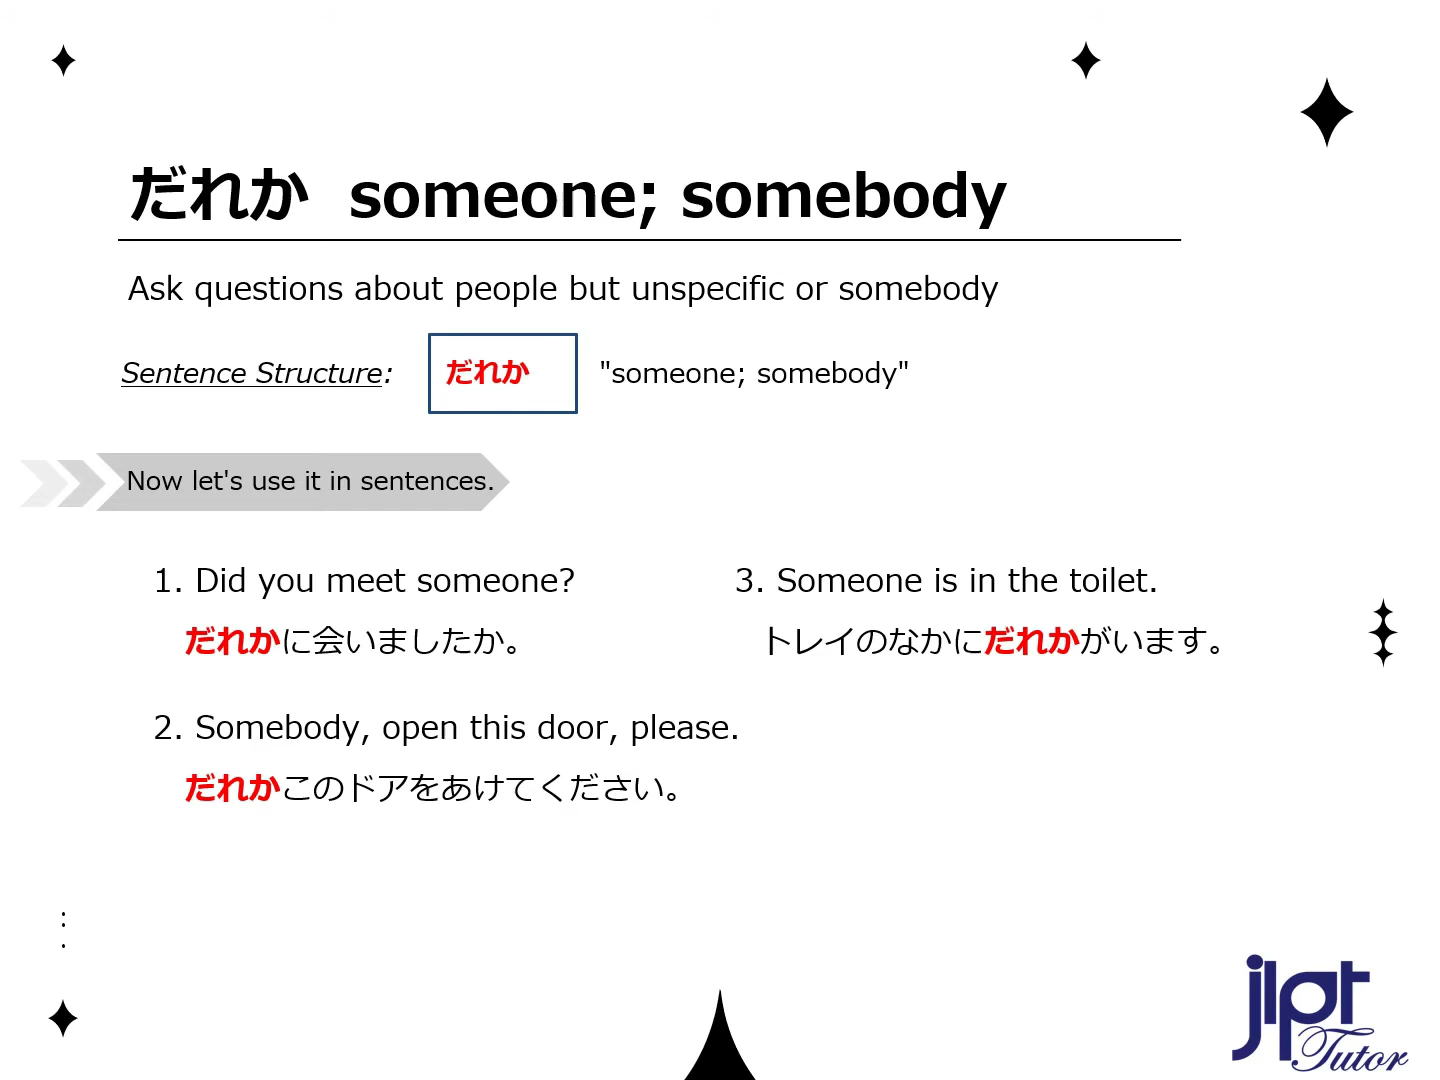 だれか someone; somebody
Ask questions about people but unspecific or somebody
Sentence Structure: だれか "someone; somebody"
Now let's use it in sentences.
1. Did you meet someone?
だれかに会いましたか。
2. Somebody, open this door, please.
だれかこのドアをあけてください。
3. Someone is in the toilet.
トレイのなかにだれかがいます。
jlpt
Tutor